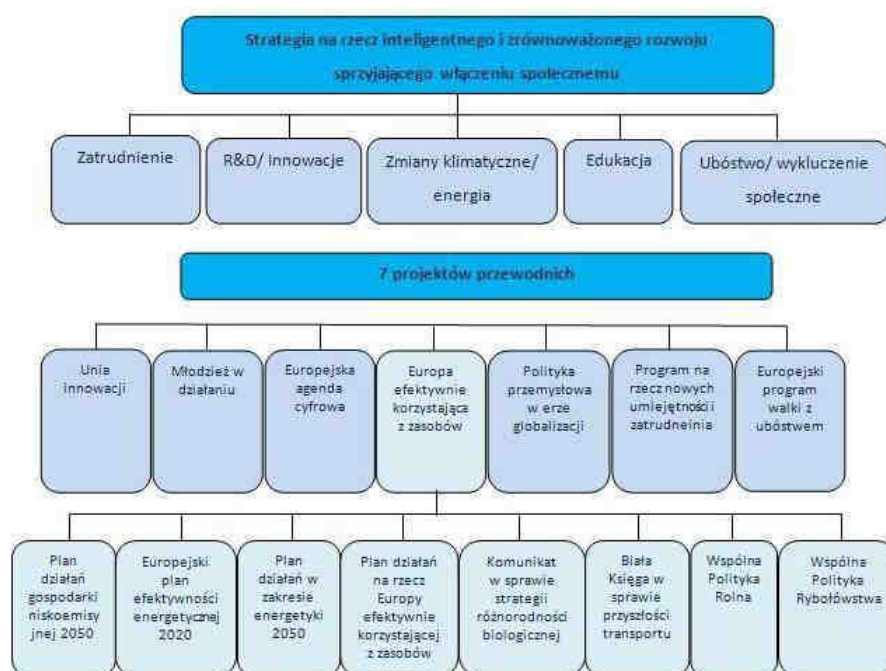 Strategia na rzecz inteligentnego i zrównoważonego rozwoju
sprzyjającego włączeniu społecznemu
Zatrudnienie
R&D/ innowacje
Zmiany klimatyczne/
energia
Edukacja
Ubóstwo/ wykluczenie
społeczne
7 projektów przewodnich
Unia
innowacji
Młodzież w
działaniu
Europejska
agenda
cyfrowa
Europa
efektywnie
korzystająca
z zasobów
Polityka
przemysłowa
w erze
globalizacji
Program na
rzecz nowych
umiejętności i
zatrudneinia
Europejski
program
walki z
ubóstwem
Plan
działań
gospodarki
niskoemisy
jnej 2050
Europejski
plan
efektywności
energetycznej
2020
Plan
działań w
zakresie
energetyki
2050
Plan działań
na rzecz
Europy
efektywnie
korzystającej
z zasobów
Komunikat
w sprawie
strategii
różnorodności
biologicznej
Biała
Księga w
sprawie
przyszłości
transportu
Wspólna
Polityka
Rolna
Wspólna
Polityka
Rybołówstwa